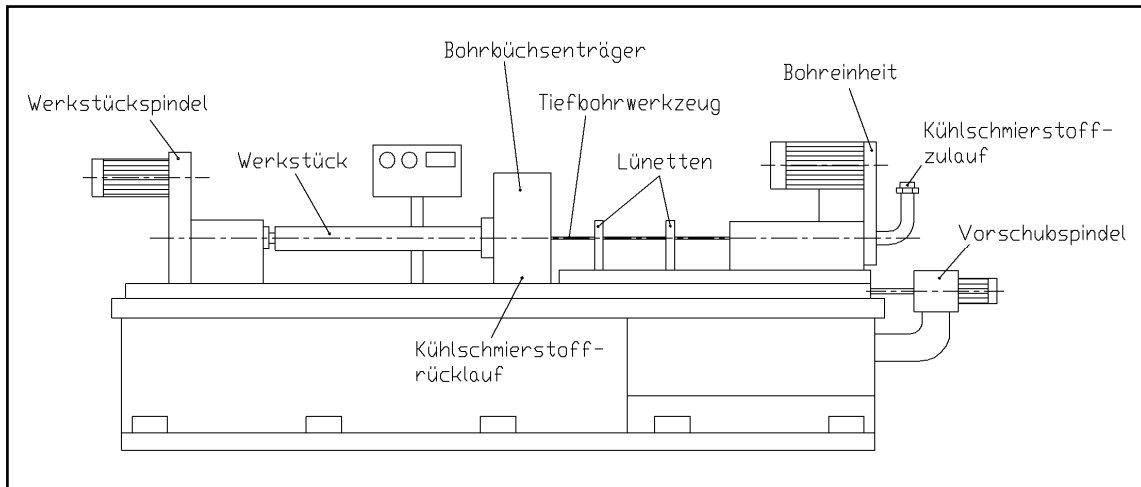 Bohrbüchsenträger
Bohreinheit
Werkstückspindel
Tiefbohrwerkzeug
Kühlschmierstoff-
zulauf
Werkstück
Lünetten
Vorschubspindel
Kühlschmierstoff-
rücklauf